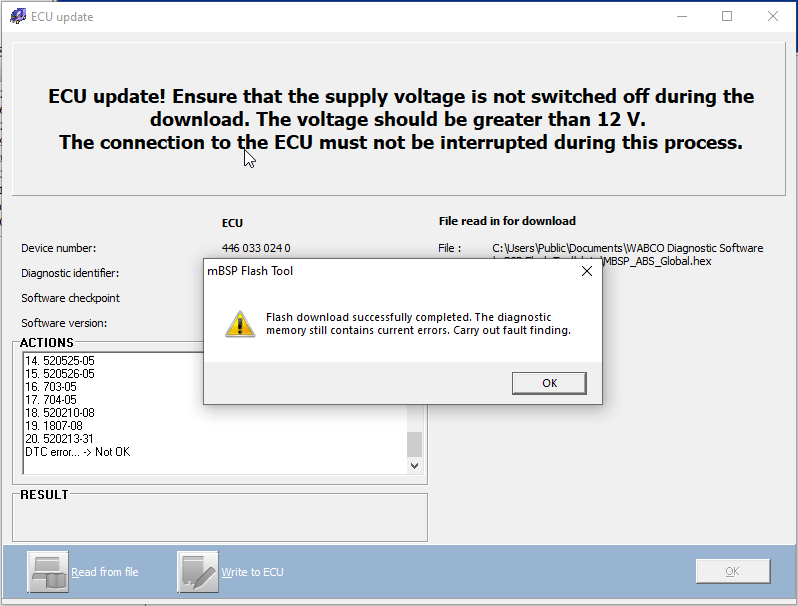 ECU update
ECU update! Ensure that the supply voltage is not switched off during the
download. The voltage should be greater than 12 V.
The connection to the ECU must not be interrupted during this process.
ECU
Device number:
446 033 024 0
Diagnostic identifier:
Software checkpoint
Software version:
File read in for download
File :
C:\Users\Public\Documents\WABCO Diagnostic Software
\MBSP_ABS_Global.hex
mBSP Flash Tool
Flash download successfully completed. The diagnostic
memory still contains current errors. Carry out fault finding.
OK
ACTIONS
14. 520525-05
15. 520526-05
16. 703-05
17. 704-05
18. 520210-08
19. 1807-08
20. 520213-31
DTC error... -> Not OK
RESULT
Read from file
Write to ECU
OK